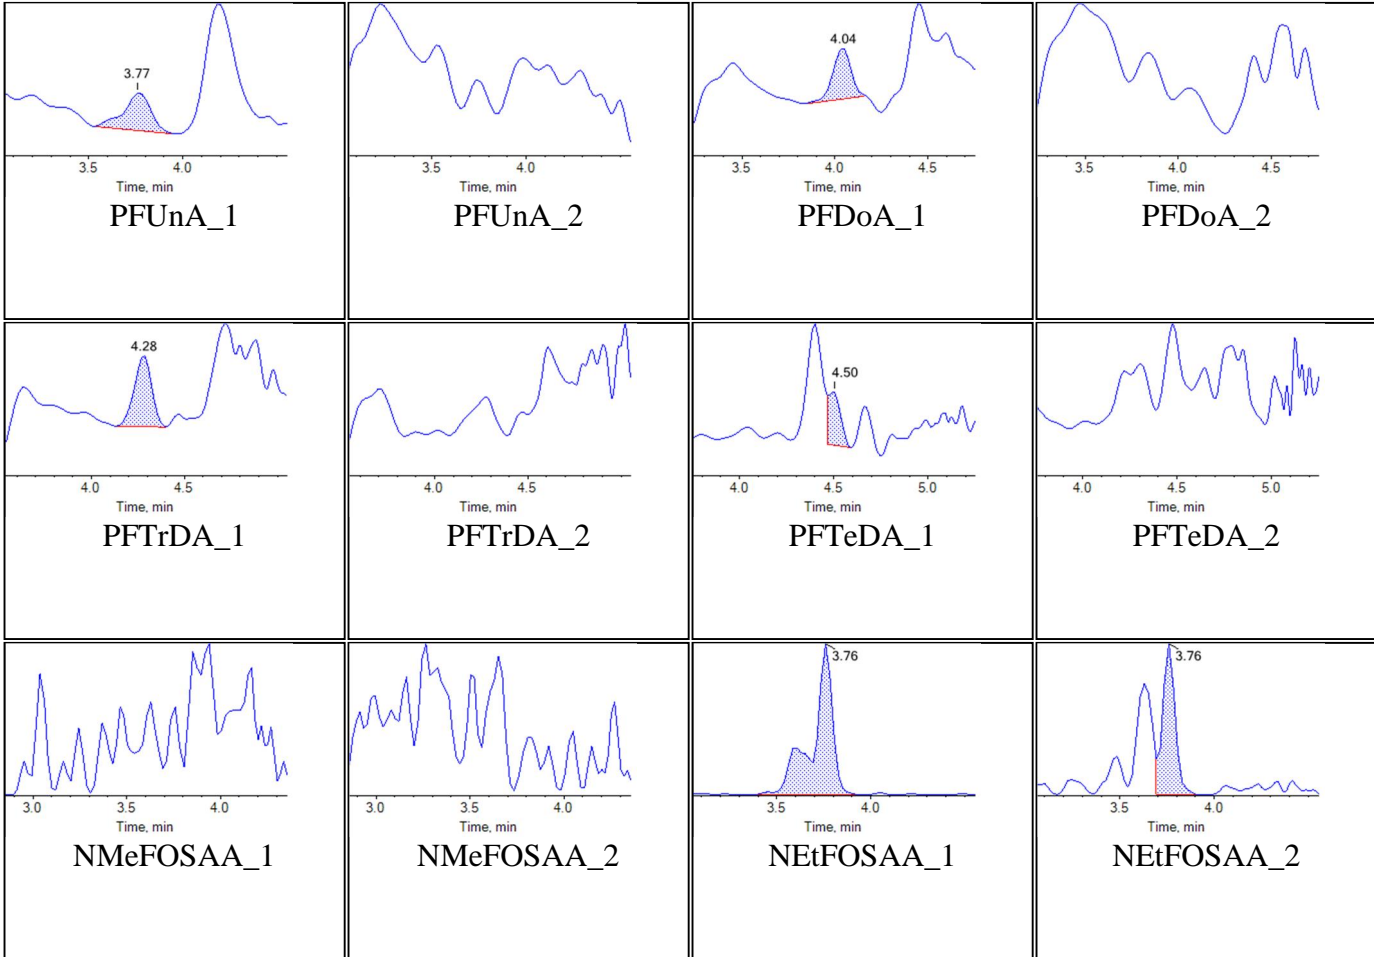 3.77
3.5 4.0
Time, min
PFUnA_1
3.5 4.0
Time, min
PFUnA_2
4.04
3.5 4.0 4.5
Time, min
PFDoA_1
3.5 4.0 4.5
Time, min
PFDoA_2
4.28
4.0 4.5
Time, min
PFTrDA_1
4.0 4.5
Time, min
PFTrDA_2
4.50
4.0 4.5 5.0
Time, min
PFTeDA_1
4.0 4.5 5.0
Time, min
PFTeDA_2
3.0 3.5 4.0
Time, min
NMeFOSAA_1
3.0 3.5 4.0
Time, min
NMeFOSAA_2
3.76
3.5 4.0
Time, min
NEtFOSAA_1
3.76
3.5 4.0
Time, min
NEtFOSAA_2